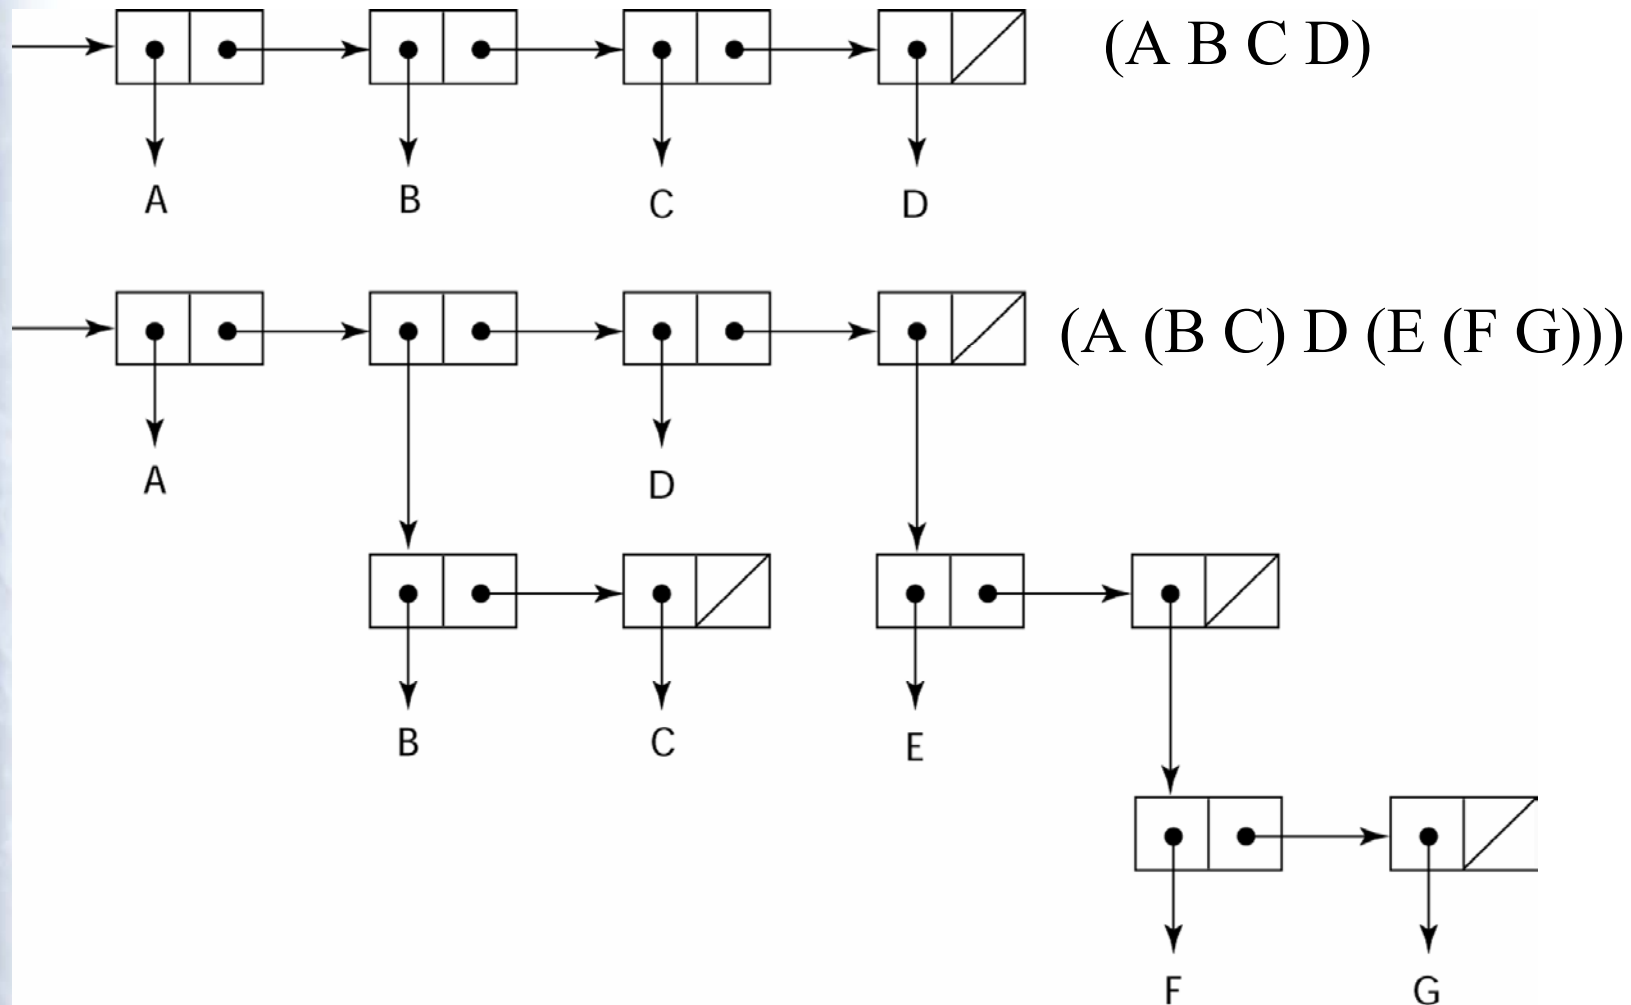 (A B C D)
A B C D
(A (B C) D (E (F G)))
A D
B C E
F G